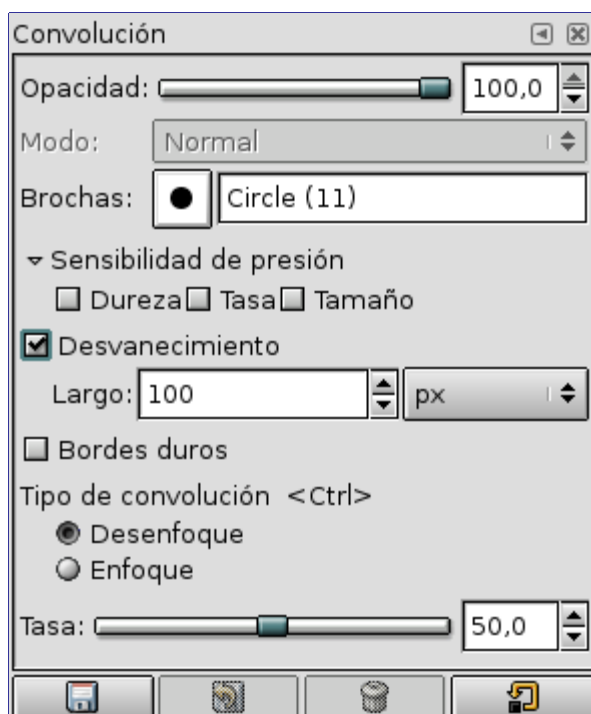 Convolución
Opacidad: 100,0
Modo: Normal
Brochas: Circle (11)
Sensibilidad de presión
Dureza Tasa Tamaño
Desvanecimiento
Largo: 100 px
Bordes duros
Tipo de convolución <Ctrl>
Desenfoque
Enfoque
Tasa: 50,0